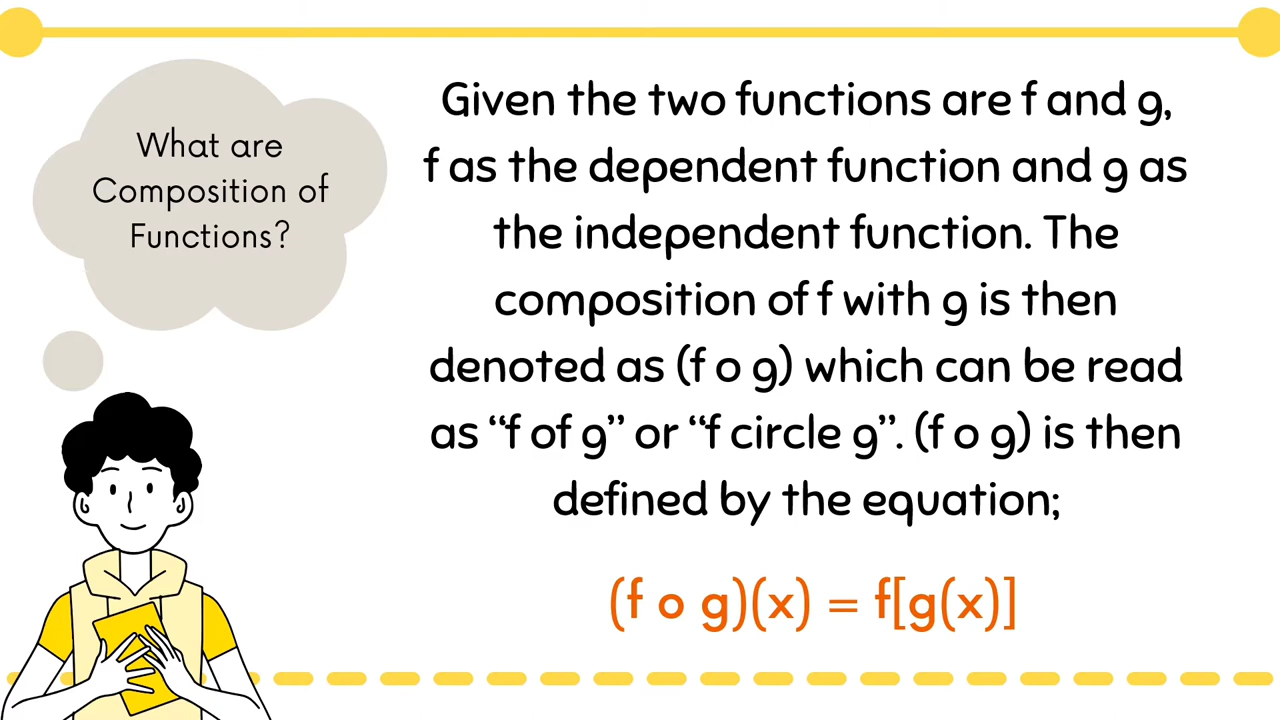 What are
Composition of
Functions?
Given the two functions are f and g,
f as the dependent function and g as
the independent function. The
composition of f with g is then
denoted as (f o g) which can be read
as “f of g” or “f circle g”. (f o g) is then
defined by the equation;
(f o g)(x) = f[g(x)]